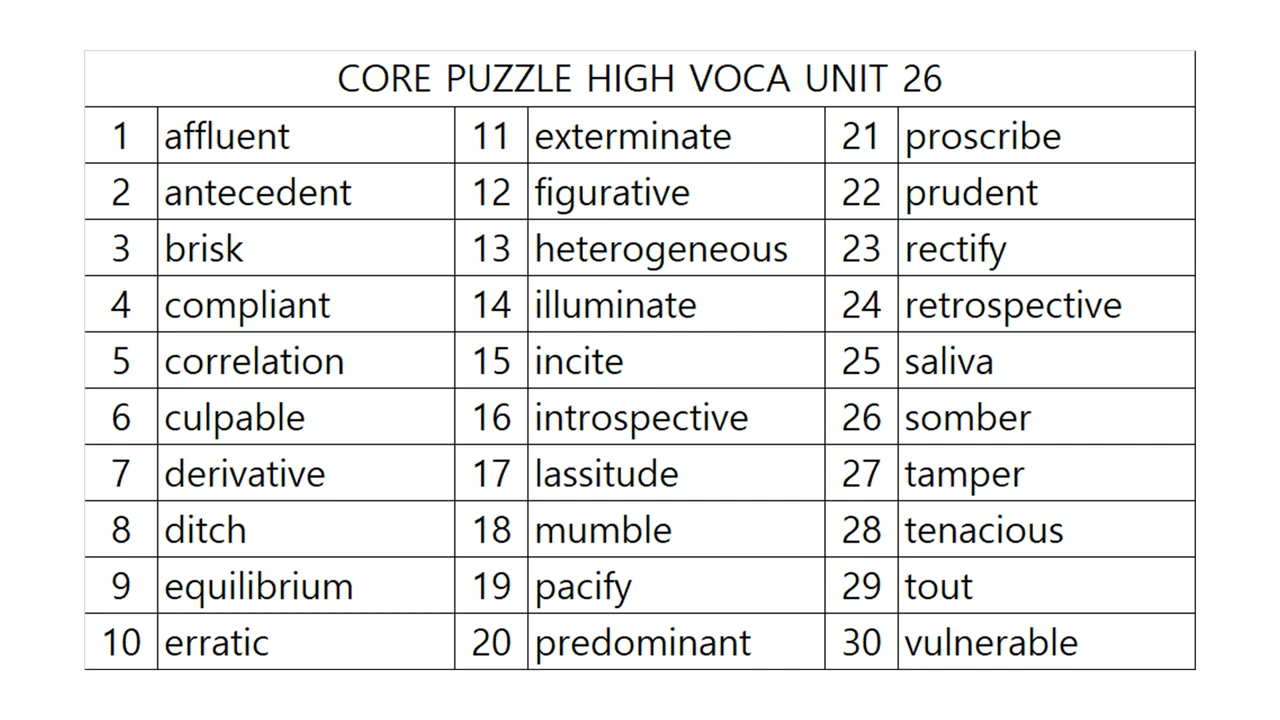 CORE PUZZLE HIGH VOCA UNIT 26
1 affluent 11 exterminate 21 proscribe
2 antecedent 12 figurative 22 prudent
3 brisk 13 heterogeneous 23 rectify
4 compliant 14 illuminate 24 retrospective
5 correlation 15 incite 25 saliva
6 culpable 16 introspective 26 somber
7 derivative 17 lassitude 27 tamper
8 ditch 18 mumble 28 tenacious
9 equilibrium 19 pacify 29 tout
10 erratic 20 predominant 30 vulnerable